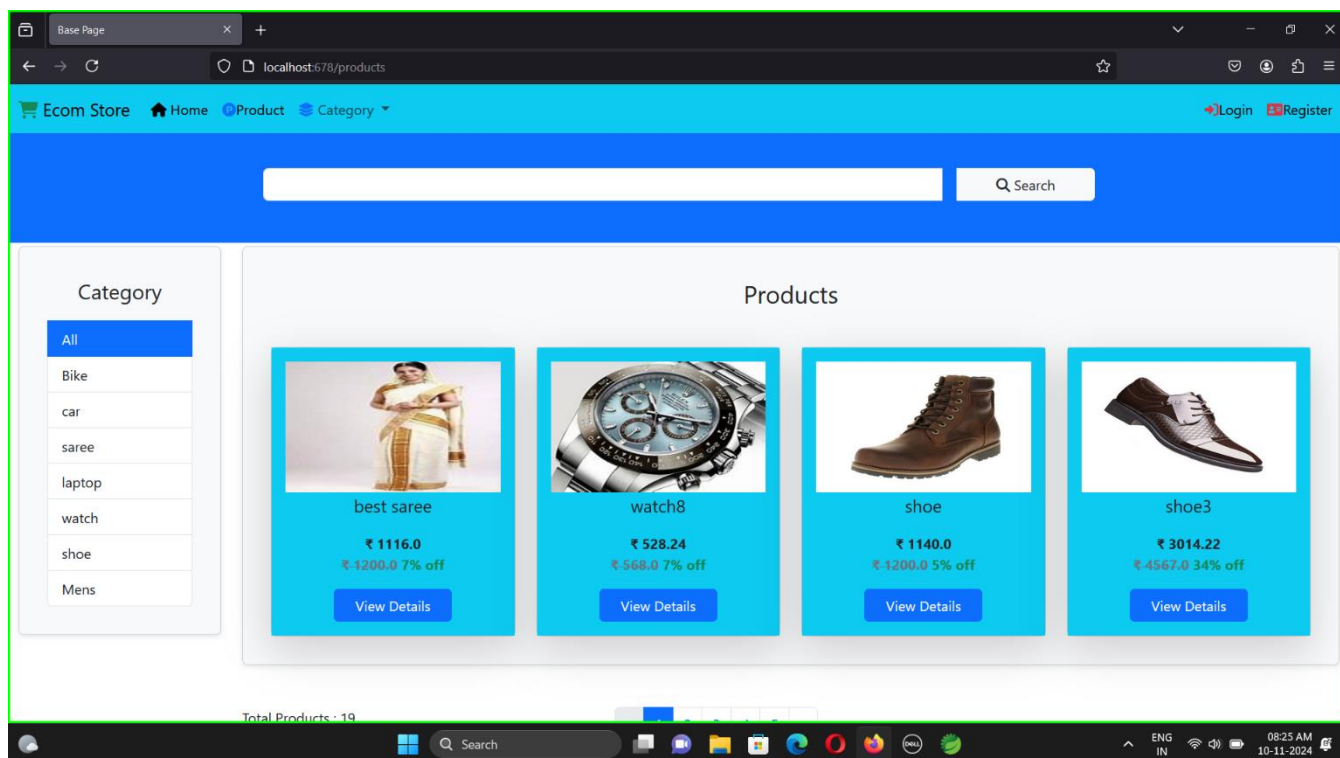 Base Page
localhost:678/products
Ecom Store Home Product Category Login Register
Search
Category
All
Bike
car
saree
laptop
watch
shoe
Mens
Products
best saree
₹ 1116.0
₹ 1200.0 7% off
View Details
watch8
₹ 528.24
₹ 568.0 7% off
View Details
shoe
₹ 1140.0
₹ 1200.0 5% off
View Details
shoe3
₹ 3014.22
₹ 4567.0 34% off
View Details
Total Products : 19
Search
DELL
ENG
IN
08:25 AM
10-11-2024